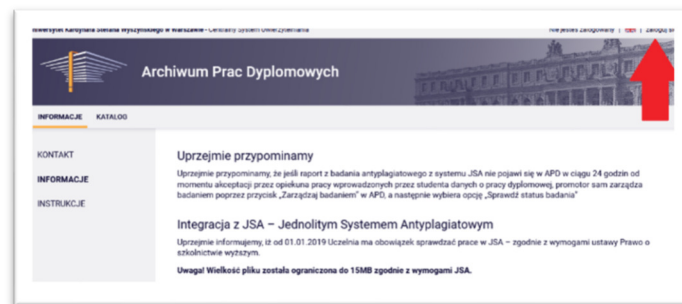 Uniwersytet Kardynała Stefana Wyszyńskiego w Warszawie - Centralny System Uwierzytelniania
Nie jesteś zalogowany | | zaloguj się
Archiwum Prac Dyplomowych
INFORMACJE KATALOG
KONTAKT
INFORMACJE
INSTRUKCJE
Uprzejmie przypominamy
Uprzejmie przypominamy, że jeśli raport z badania antyplagiatowego z systemu JSA nie pojawi się w APD w ciągu 24 godzin od
momentu akceptacji przez opiekuna pracy wprowadzonych przez studenta danych o pracy dyplomowej, promotor sam zarządza
badaniem poprzez przycisk „Zarządzaj badaniem" w APD, a następnie wybiera opcję „Sprawdź status badania"
Integracja z JSA – Jednolitym Systemem Antyplagiatowym
Uprzejmie informujemy, iż od 01.01.2019 Uczelnia ma obowiązek sprawdzać prace w JSA – zgodnie z wymogami ustawy Prawo o
szkolnictwie wyższym.
Uwaga! Wielkość pliku została ograniczona do 15MB zgodnie z wymogami JSA.